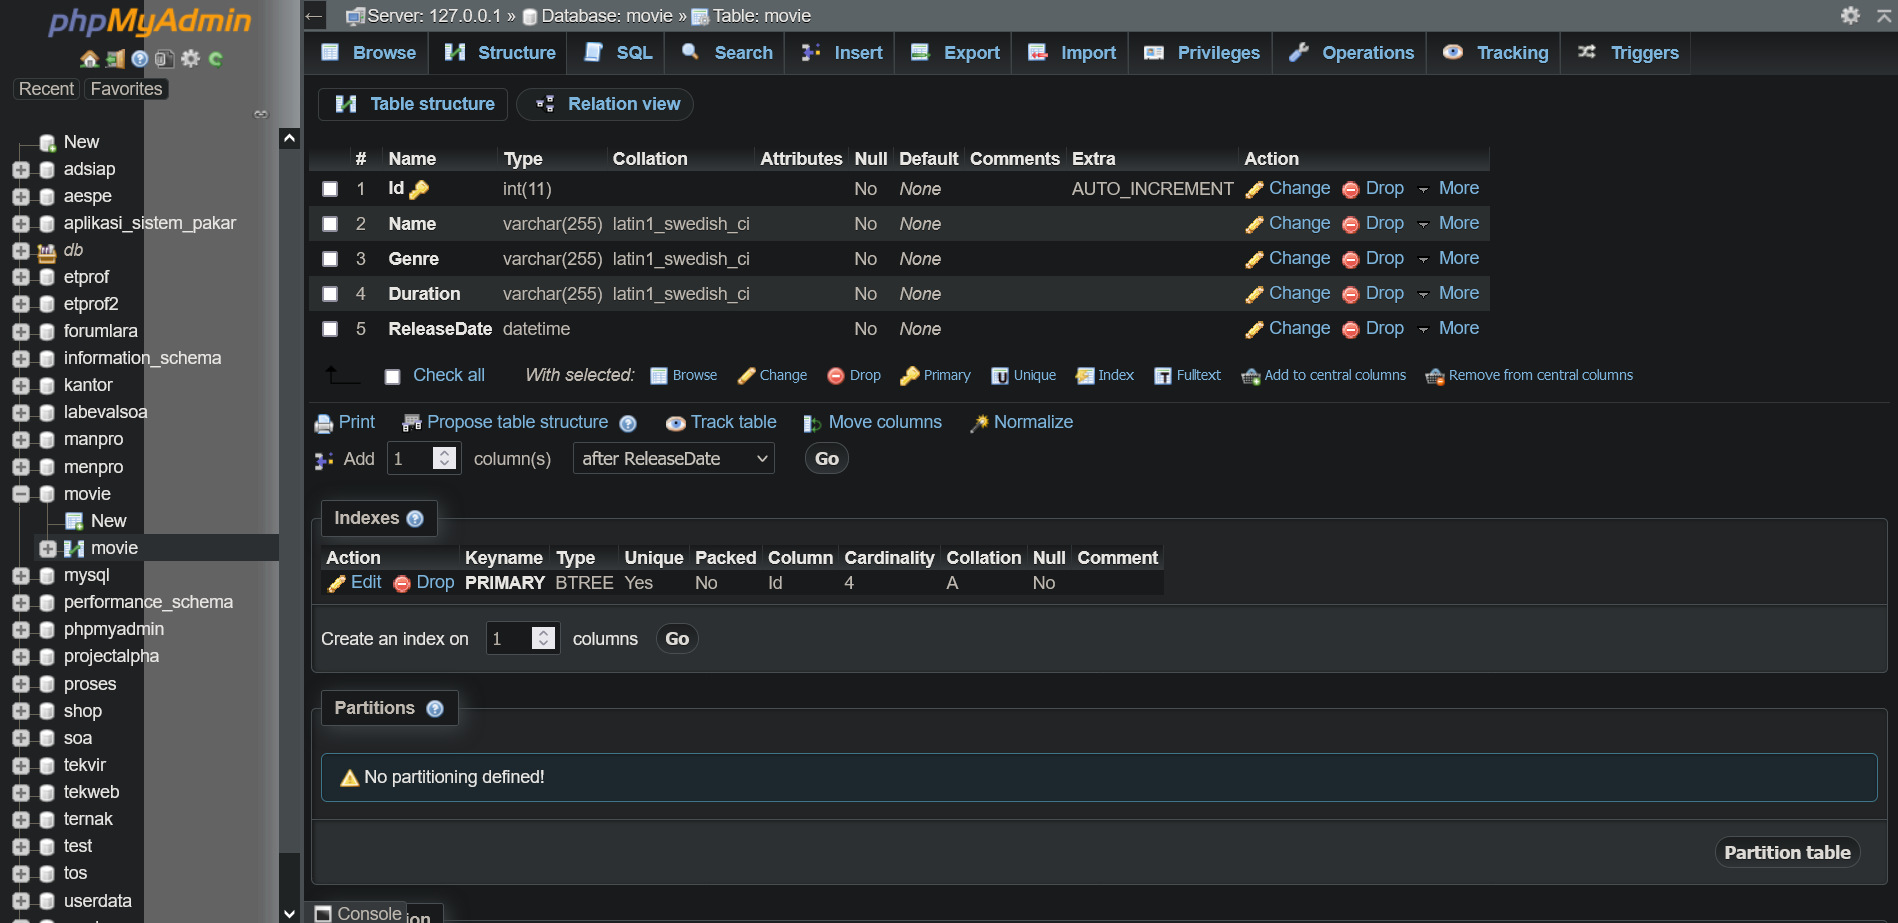 phpMyAdmin
Recent Favorites
New
adsiap
aespe
aplikasi_sistem_pakar
db
etprof
etprof2
forumlara
information_schema
kantor
labevalsoa
manpro
menpro
movie
New
movie
mysql
performance_schema
phpmyadmin
projectalpha
proses
shop
soa
tekvir
tekweb
ternak
test
tos
userdata
Server: 127.0.0.1 » Database: movie » Table: movie
Browse Structure SQL Search Insert Export Import Privileges Operations Tracking Triggers
Table structure Relation view
# Name Type Collation Attributes Null Default Comments Extra Action
1 Id int(11) No None AUTO_INCREMENT Change Drop More
2 Name varchar(255) latin1_swedish_ci No None Change Drop More
3 Genre varchar(255) latin1_swedish_ci No None Change Drop More
4 Duration varchar(255) latin1_swedish_ci No None Change Drop More
5 ReleaseDate datetime No None Change Drop More
Check all With selected: Browse Change Drop Primary Unique Index Fulltext Add to central columns Remove from central columns
Print Propose table structure Track table Move columns Normalize
Add 1 column(s) after ReleaseDate Go
Indexes
Action Keyname Type Unique Packed Column Cardinality Collation Null Comment
Edit Drop PRIMARY BTREE Yes No Id 4 A No
Create an index on 1 columns Go
Partitions
No partitioning defined!
Partition table
Console